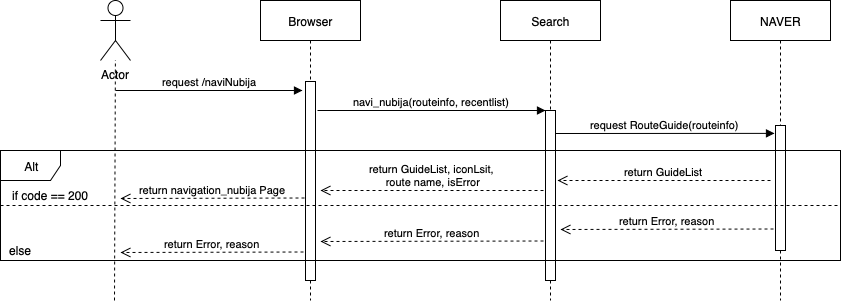 Browser
Search
NAVER
Actor
request /naviNubija
navi_nubija(routeinfo, recentlist)
request RouteGuide(routeinfo)
Alt
return GuideList, iconLsit,
route name, isError
return GuideList
if code == 200
return navigation_nubija Page
return Error, reason
return Error, reason
return Error, reason
else